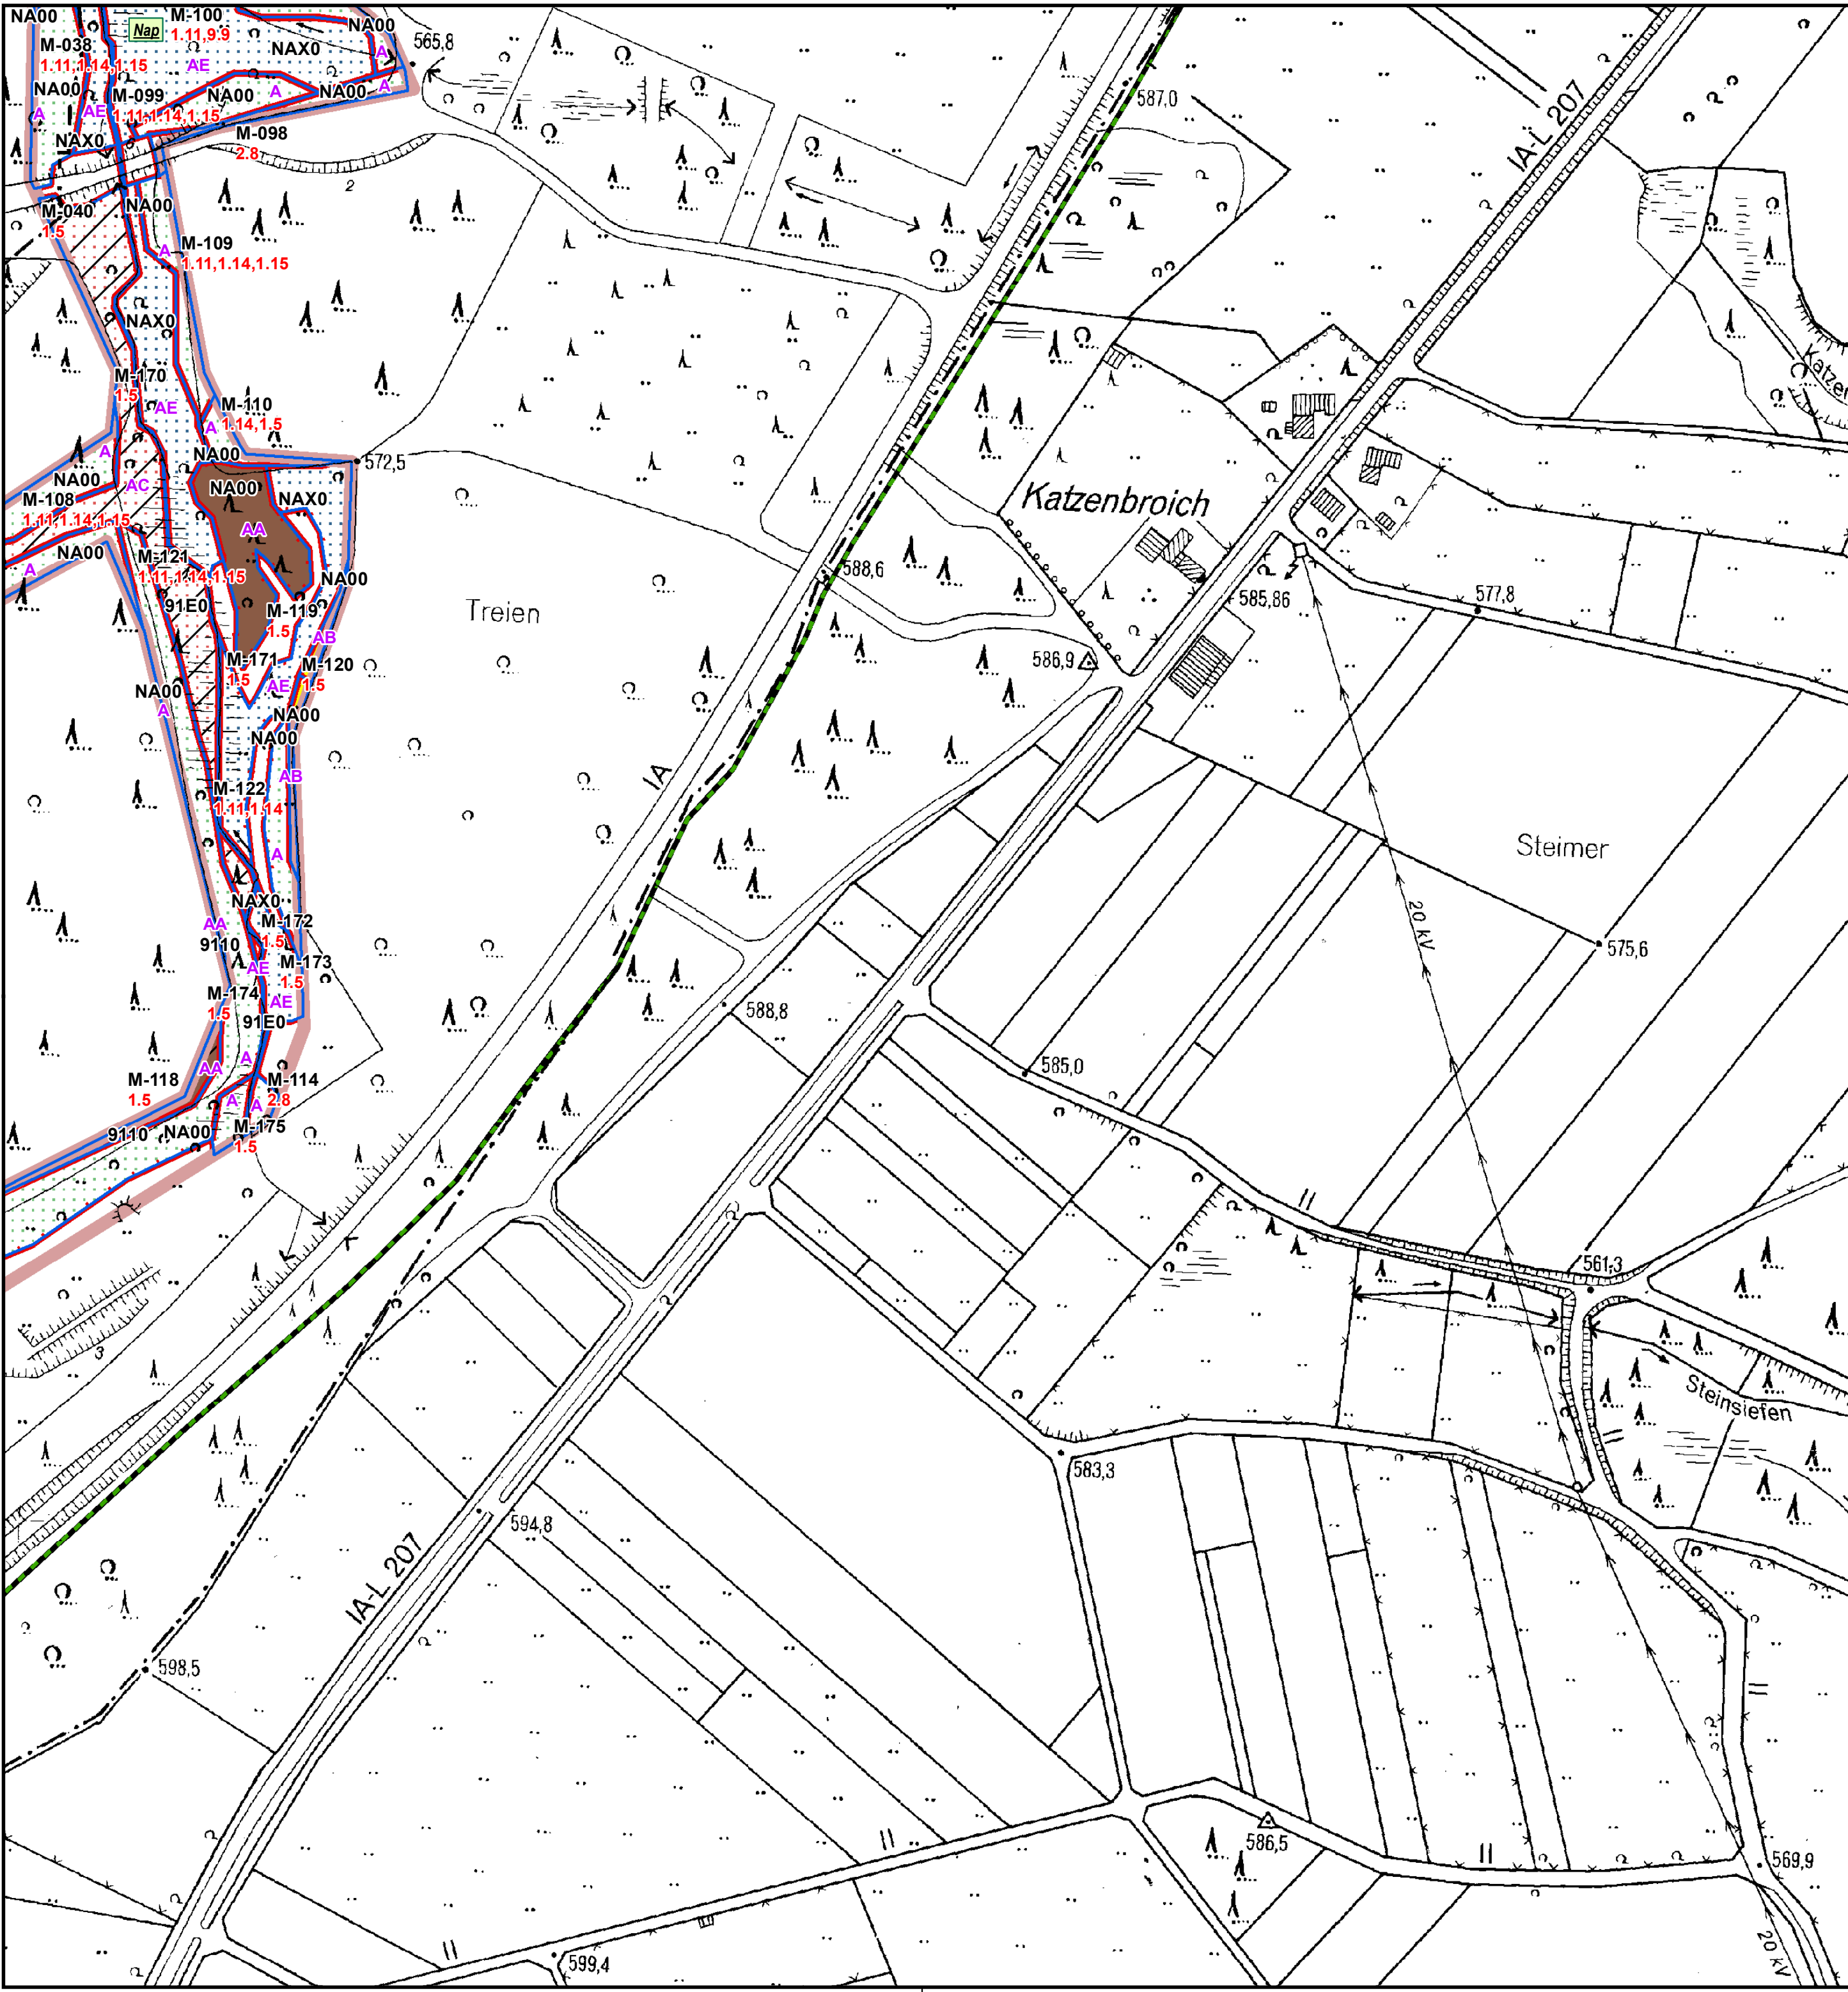 NA00
M-100
Nap
1.11,9.9
NA00
565,8
M-038
NAX0
A
1.11,1.14,1.15
AE
NA00
AE
M-099
NA00
A
NA00
A
A
1.11,1.14,1.15
587,0
IA-L 207
NAX0
M-098
2.8
2
M-040
NA00
1.5
M-109
A
1.11,1.14,1.15
NAX0
M-170
1.5
AE
M-110
A
1.14,1.5
A
NA00
572,5
NA00
AC
NA00
NAX0
M-108
1.11,1.14,1.15
AA
Katzenbroich
NA00
M-121
A
1.11,1.14,1.15
NA00
588,6
585,86
577,8
91E0
M-119
1.5
Treien
AB
M-171
M-120
586,9
1.5
AE
1.5
NA00
A
NA00
NA00
IA
AB
M-122
1.11,1.14
A
Steimer
NAX0
20 kV
AA
M-172
9110
1.5
575,6
AE
M-173
1.5
M-174
AE
1.5
91E0
588,8
A
585,0
AA
M-118
M-114
1.5
A
A
2.8
M-175
9110
NA00
1.5
561,3
3
Steinsiefen
583,3
594,8
IA-L 207
598,5
586,5
569,9
20 kV
599,4